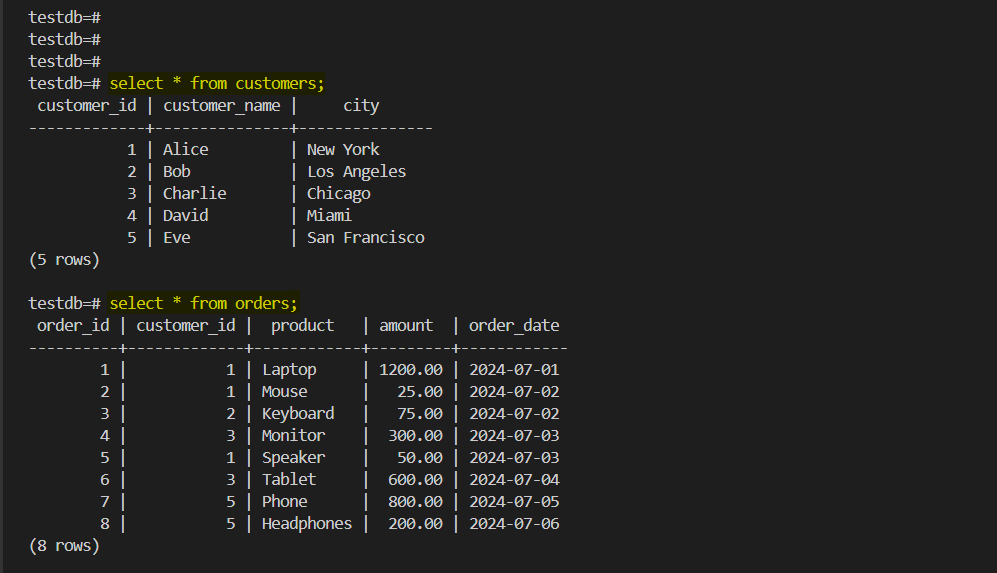 testdb=#
testdb=#
testdb=#
testdb=# select * from customers;
 customer_id | customer_name |     city
-------------+---------------+---------------
           1 | Alice         | New York
           2 | Bob           | Los Angeles
           3 | Charlie       | Chicago
           4 | David         | Miami
           5 | Eve           | San Francisco
(5 rows)

testdb=# select * from orders;
 order_id | customer_id |  product   | amount  | order_date
----------+-------------+------------+---------+------------
        1 |           1 | Laptop     | 1200.00 | 2024-07-01
        2 |           1 | Mouse      |   25.00 | 2024-07-02
        3 |           2 | Keyboard   |   75.00 | 2024-07-02
        4 |           3 | Monitor    |  300.00 | 2024-07-03
        5 |           1 | Speaker    |   50.00 | 2024-07-03
        6 |           3 | Tablet     |  600.00 | 2024-07-04
        7 |           5 | Phone      |  800.00 | 2024-07-05
        8 |           5 | Headphones |  200.00 | 2024-07-06
(8 rows)